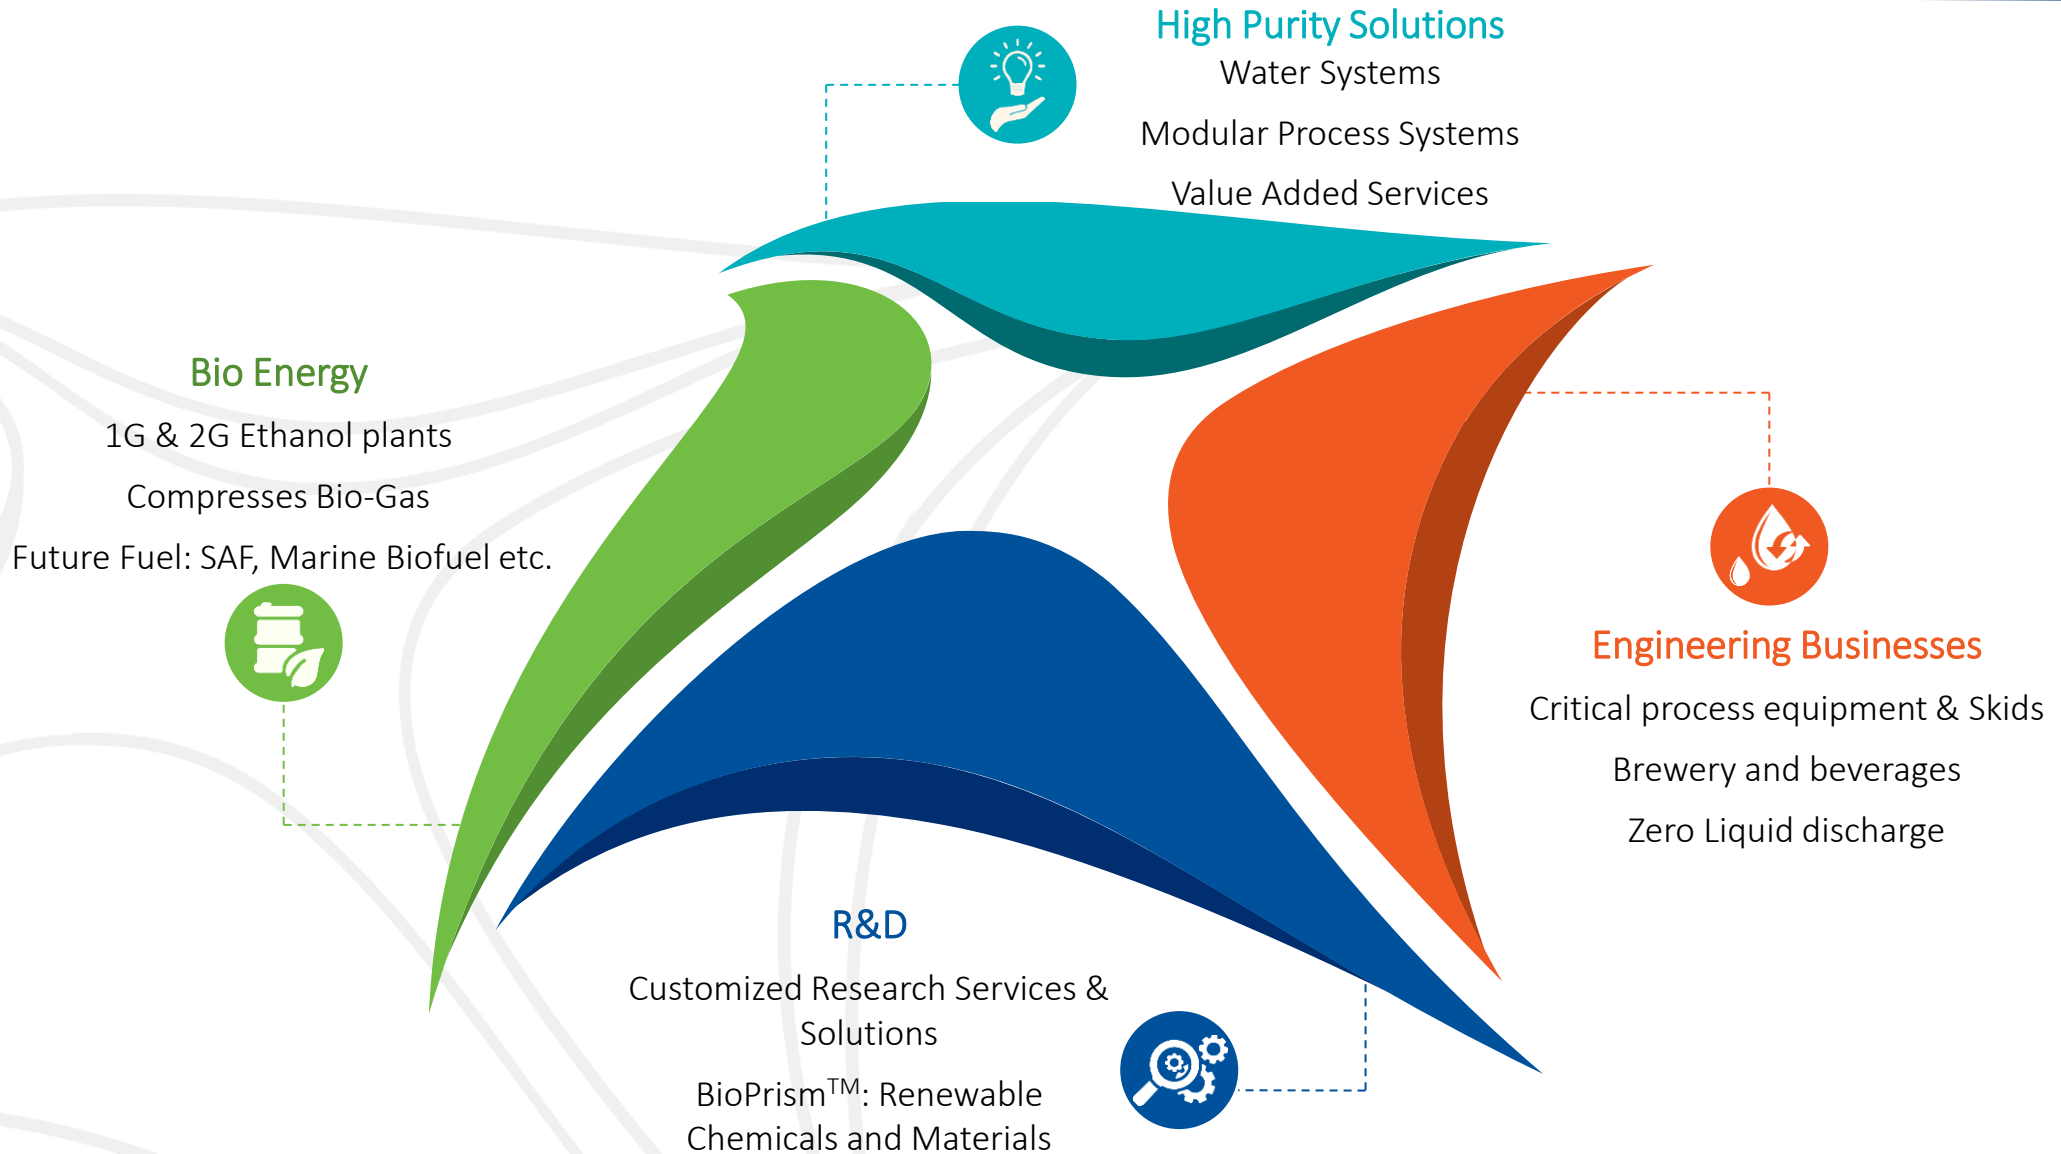 High Purity Solutions
Water Systems
Modular Process Systems
Value Added Services
Bio Energy
1G & 2G Ethanol plants
Compresses Bio-Gas
Future Fuel: SAF, Marine Biofuel etc.
Engineering Businesses
Critical process equipment & Skids
Brewery and beverages
Zero Liquid discharge
R&D
Customized Research Services &
Solutions
BioPrism™: Renewable
Chemicals and Materials